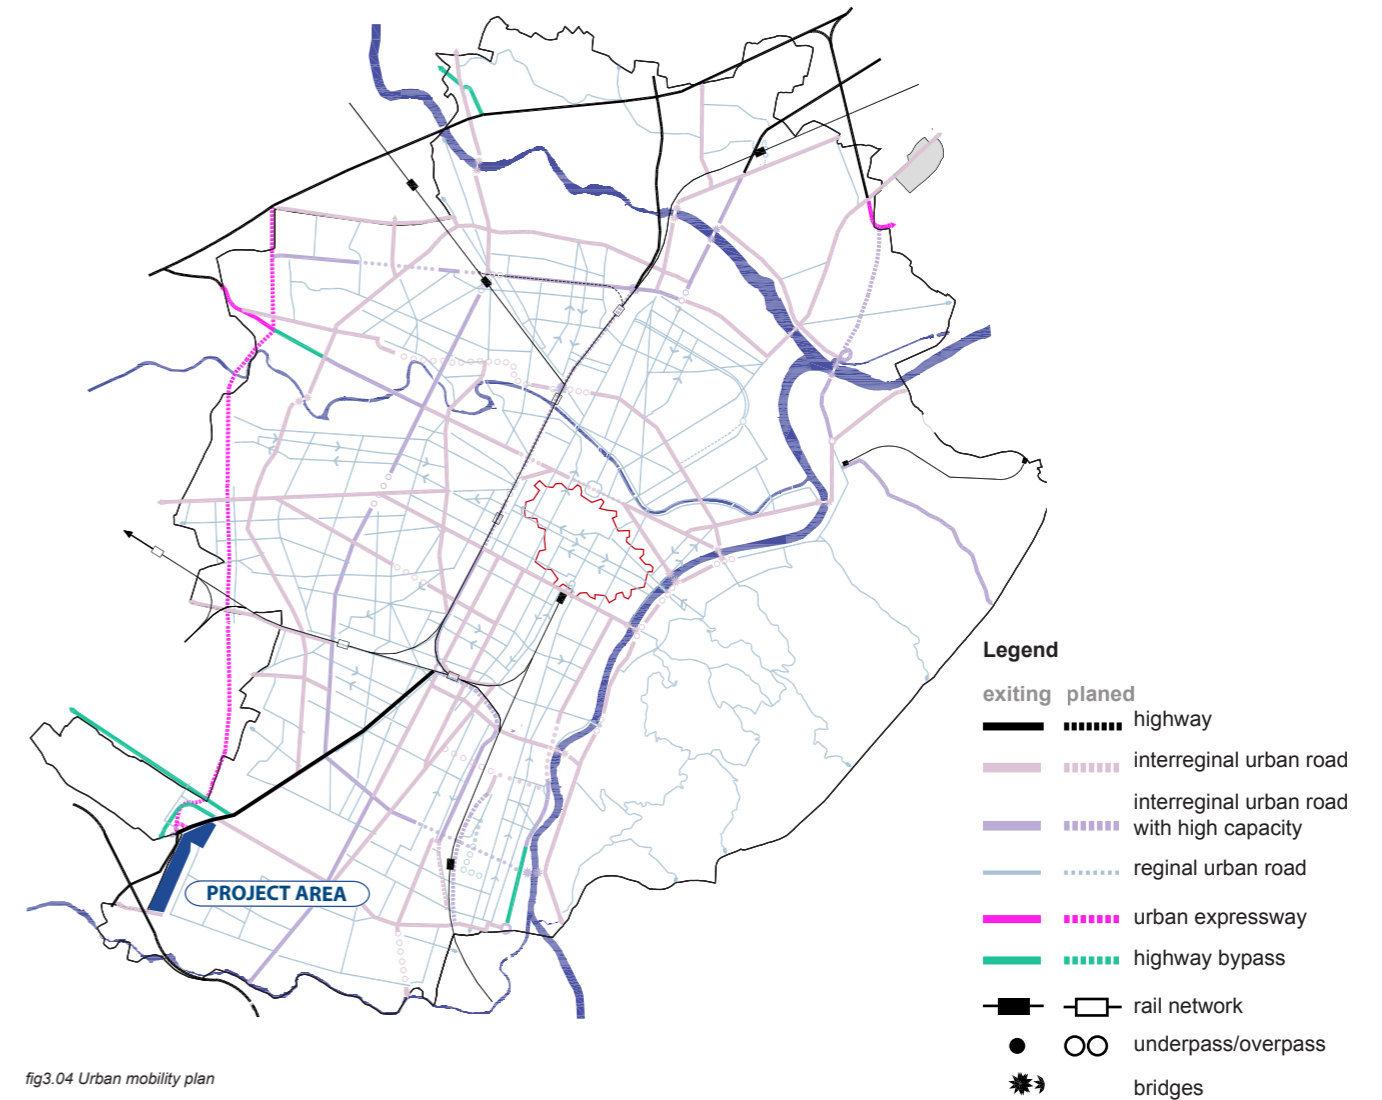 PROJECT AREA
Legend
exiting planed
highway
interreginal urban road
interreginal urban road
with high capacity
reginal urban road
urban expressway
highway bypass
rail network
underpass/overpass
bridges
fig3.04 Urban mobility plan